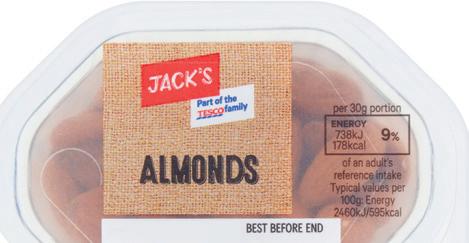 JACK'S
Part of the
TESCO family
ALMONDS
per 30g portion
ENERGY
738kJ
178kcal
9%
of an adult's
reference intake
Typical values per
100g: Energy
2460kJ/595kcal
BEST BEFORE END